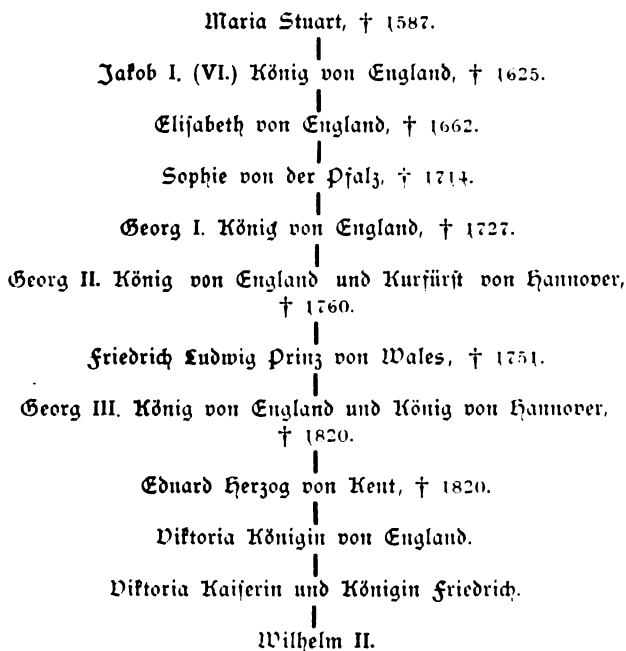 Maria Stuart, † 1587.
Jakob I. (VI.) König von England, † 1625.
Elisabeth von England, † 1662.
Sophie von der Pfalz, † 1714.
Georg I. König von England, † 1727.
Georg II. König von England und Kurfürst von Hannover,
† 1760.
Friedrich Ludwig Prinz von Wales, † 1751.
Georg III. König von England und König von Hannover,
† 1820.
Eduard Herzog von Kent, † 1820.
Viktoria Königin von England.
Viktoria Kaiserin und Königin Friedrich.
Wilhelm II.